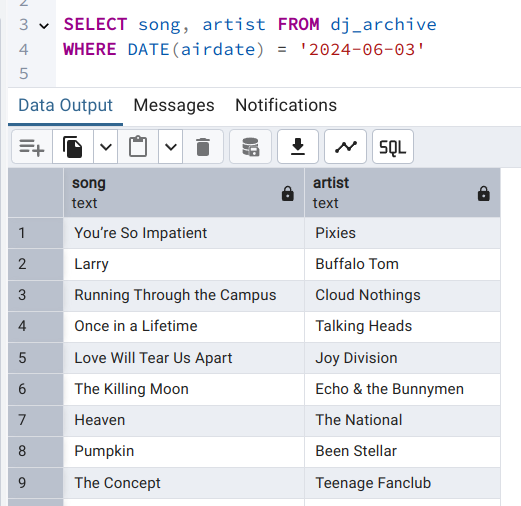 3 SELECT song, artist FROM dj_archive
4 WHERE DATE(airdate) = '2024-06-03'
5
Data Output Messages Notifications
SQL
song artist
text text
1 You’re So Impatient Pixies
2 Larry Buffalo Tom
3 Running Through the Campus Cloud Nothings
4 Once in a Lifetime Talking Heads
5 Love Will Tear Us Apart Joy Division
6 The Killing Moon Echo & the Bunnymen
7 Heaven The National
8 Pumpkin Been Stellar
9 The Concept Teenage Fanclub